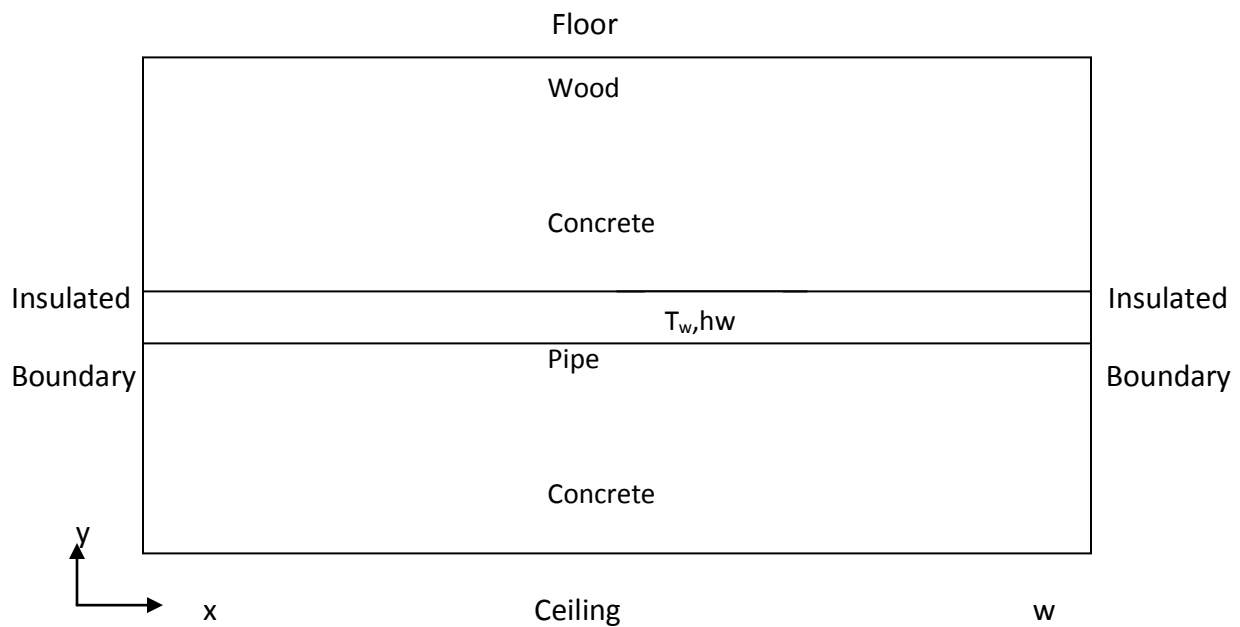 Floor
Wood
Concrete
Insulated
Insulated
Tw,hw
Pipe
Boundary
Boundary
Concrete
y
x
Ceiling
w